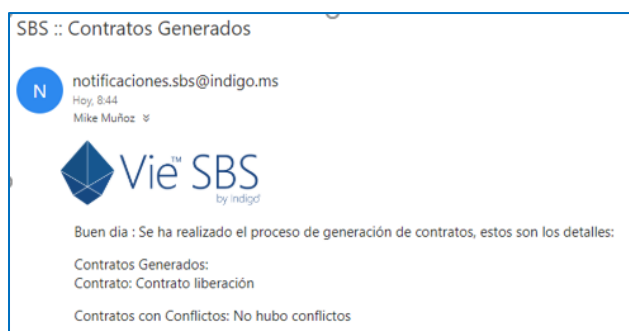 SBS :: Contratos Generados
N
notificaciones.sbs@indigo.ms
Hoy, 8:44
Mike Muñoz
Vie™ SBS
by Indigo
Buen dia : Se ha realizado el proceso de generación de contratos, estos son los detalles:
Contratos Generados:
Contrato: Contrato liberación
Contratos con Conflictos: No hubo conflictos